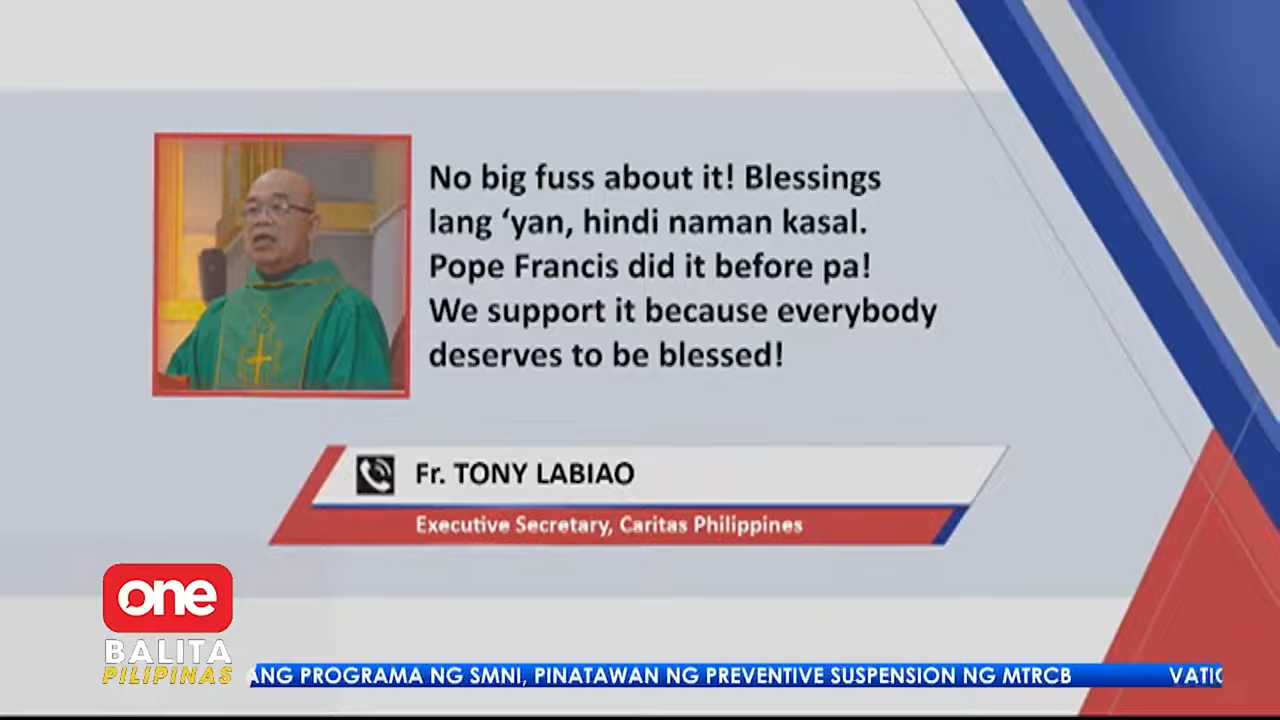 No big fuss about it! Blessings
lang ‘yan, hindi naman kasal.
Pope Francis did it before pa!
We support it because everybody
deserves to be blessed!
Fr. TONY LABIAO
Executive Secretary, Caritas Philippines
one
BALITA
PILIPINAS
ANG PROGRAMA NG SMNI, PINATAWAN NG PREVENTIVE SUSPENSION NG MTRCB